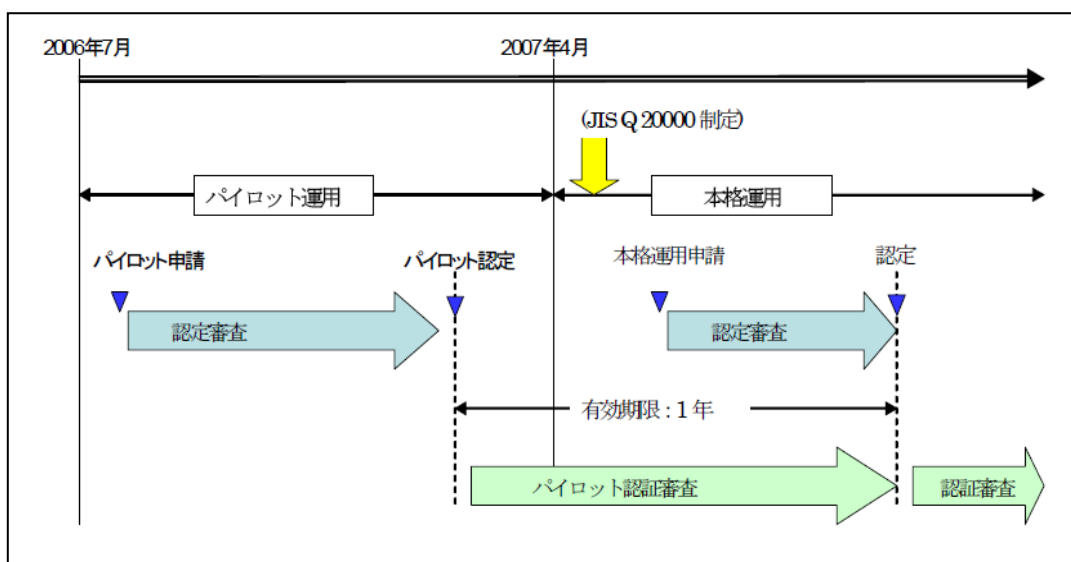 2006年7月
2007年4月
(JIS Q 20000 制定)
パイロット運用
本格運用
パイロット申請
パイロット認定
本格運用申請
認定
認定審査
認定審査
有効期限：1年
パイロット認証審査
認証審査